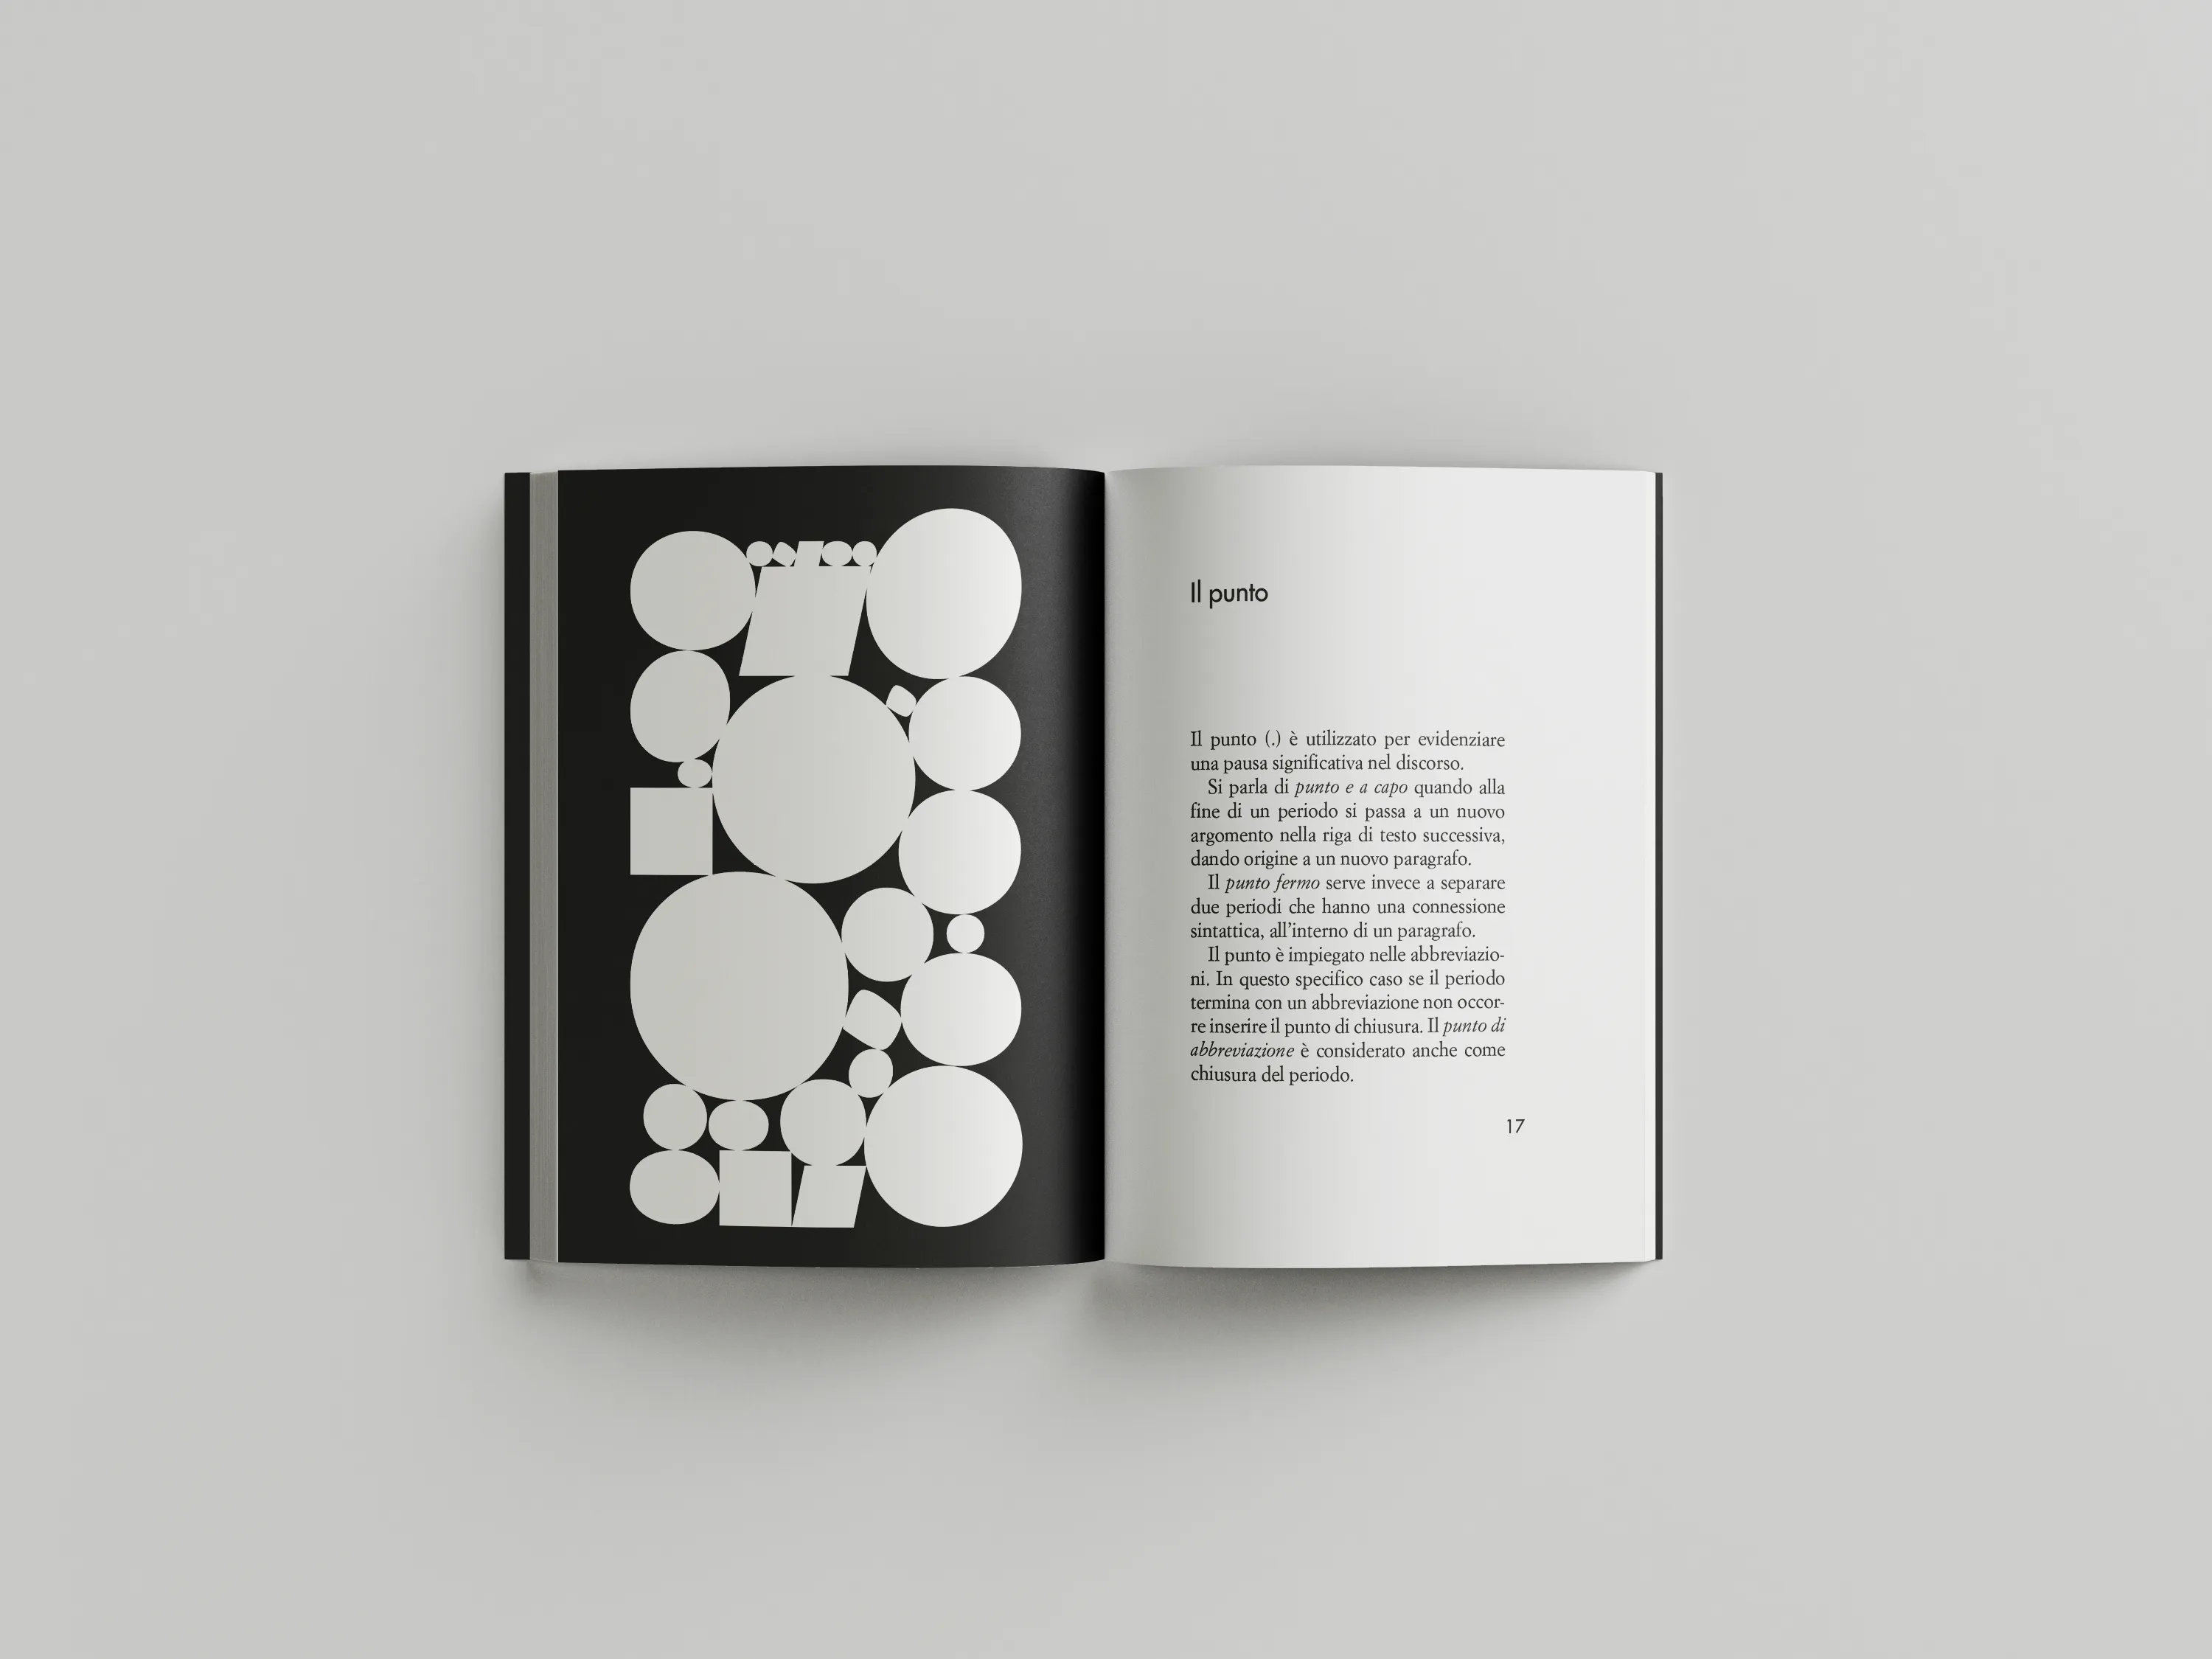 Il punto
Il punto (.) è utilizzato per evidenziare
una pausa significativa nel discorso.
Si parla di punto e a capo quando alla
fine di un periodo si passa a un nuovo
argomento nella riga di testo successiva,
dando origine a un nuovo paragrafo.
Il punto fermo serve invece a separare
due periodi che hanno una connessione
sintattica, all’interno di un paragrafo.
Il punto è impiegato nelle abbreviazio-
ni. In questo specifico caso se il periodo
termina con un abbreviazione non occor-
re inserire il punto di chiusura. Il punto di
abbreviazione è considerato anche come
chiusura del periodo.
17